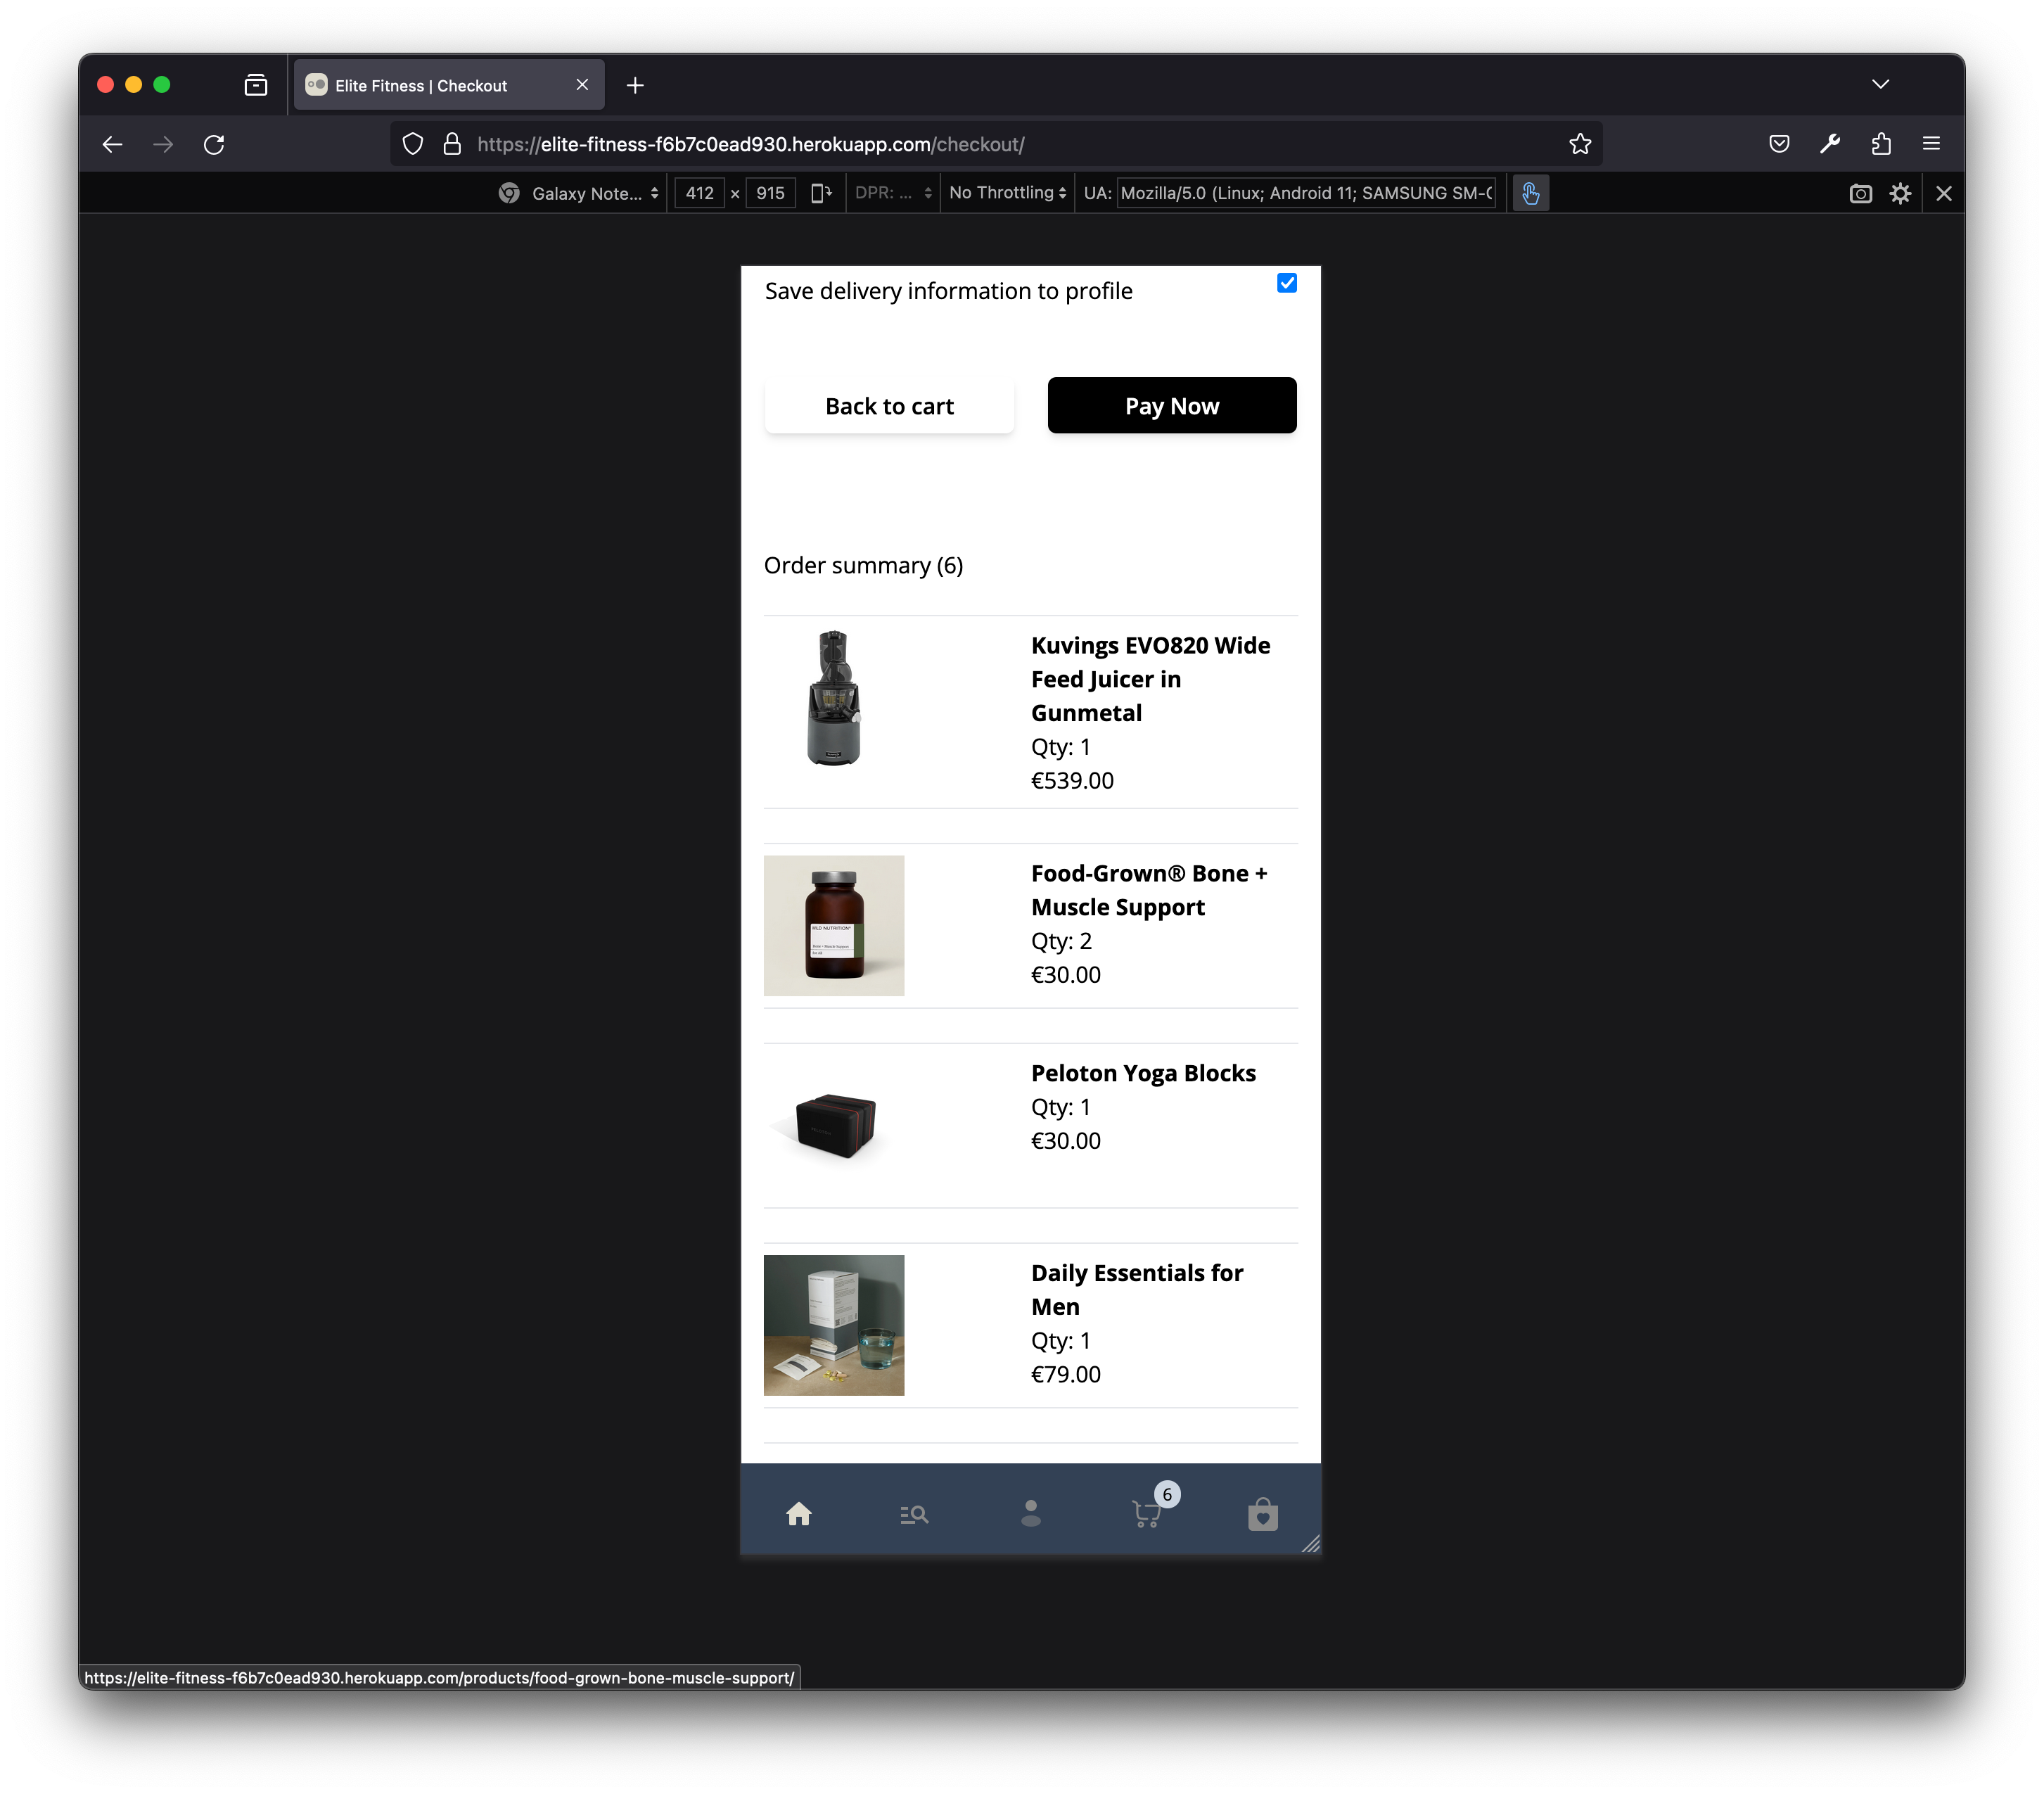 Elite Fitness | Checkout
https://elite-fitness-f6b7c0ead930.herokuapp.com/checkout/
Galaxy Note... 412 × 915 DPR: ... No Throttling UA: Mozilla/5.0 (Linux; Android 11; SAMSUNG SM-G
Save delivery information to profile
Back to cart Pay Now
Order summary (6)
Kuvings EVO820 Wide
Feed Juicer in
Gunmetal
Qty: 1
€539.00
Food-Grown® Bone +
Muscle Support
Qty: 2
€30.00
Peloton Yoga Blocks
Qty: 1
€30.00
Daily Essentials for
Men
Qty: 1
€79.00
6
https://elite-fitness-f6b7c0ead930.herokuapp.com/products/food-grown-bone-muscle-support/